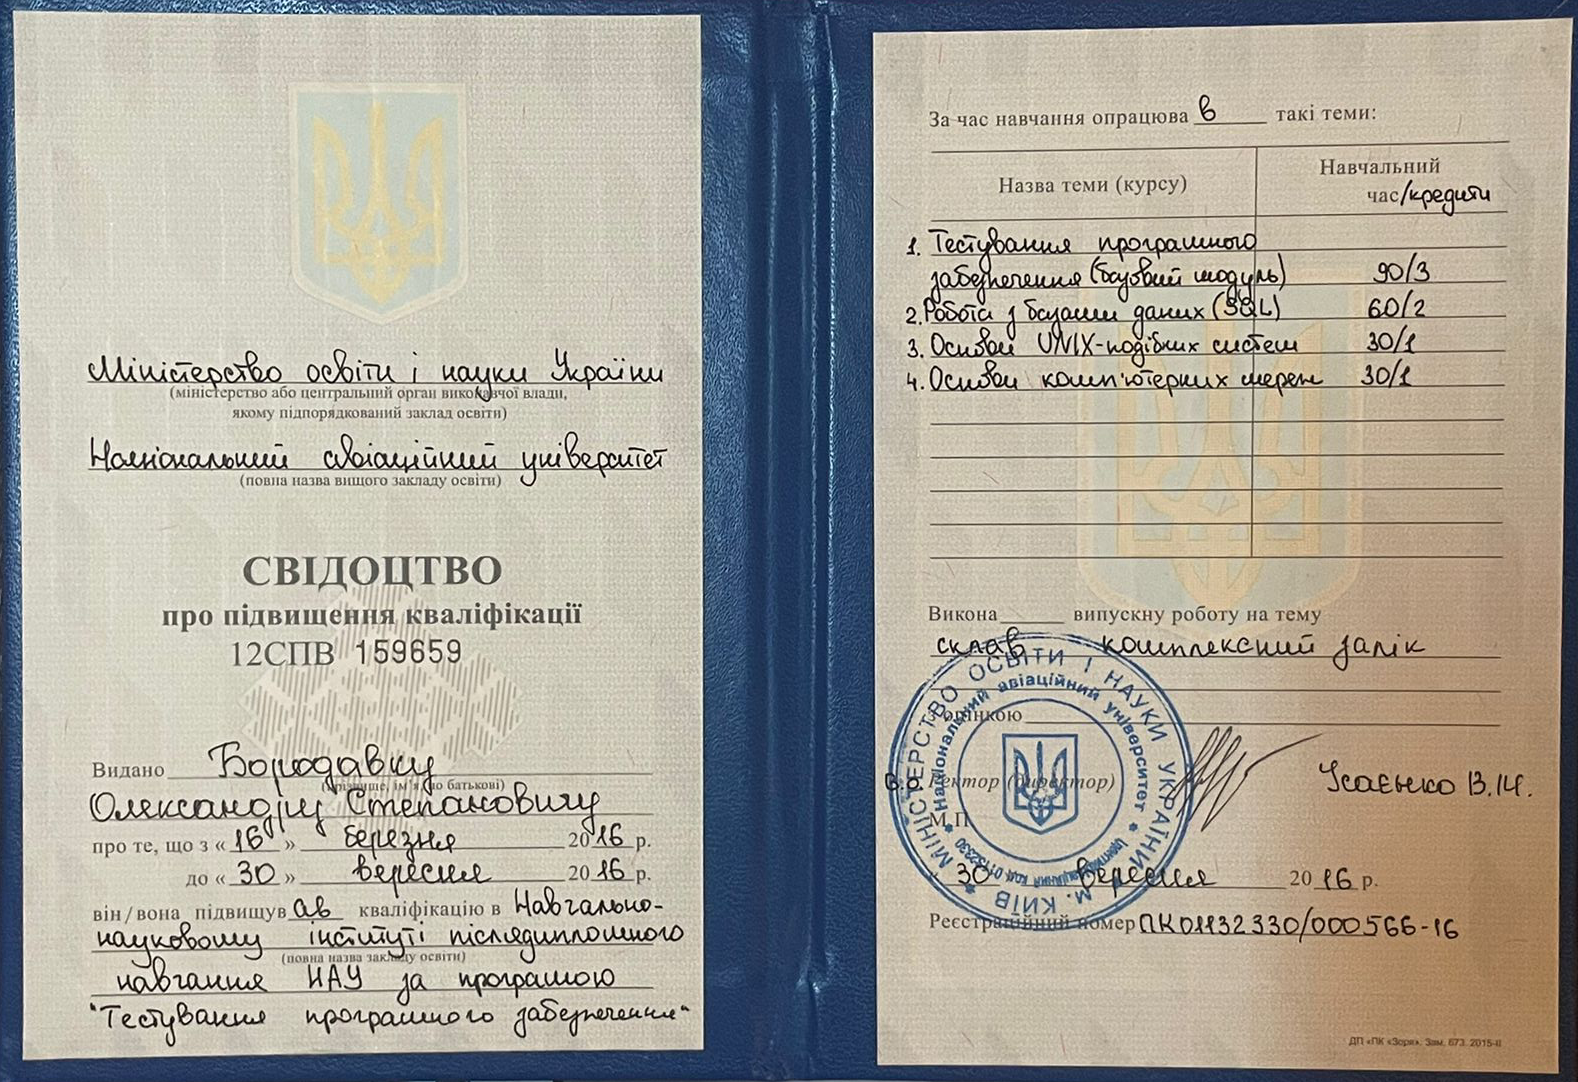 Міністерство освіти і науки України
(міністерство або центральний орган виконавчої влади,
якому підпорядкований заклад освіти)
Національний авіаційний університет
(повна назва вищого закладу освіти)
СВІДОЦТВО
про підвищення кваліфікації
12СПВ 159659
Видано Бородавку
(прізвище, ім'я, по батькові)
Олександру Степановичу
про те, що з «16» березня 2016 р.
до «30» вересня 2016 р.
він/вона підвищував кваліфікацію в Навчально-
науковому інституті післядипломного
(повна назва закладу освіти)
навчання НАУ за програмою
"Тестування програмного забезпечення"
За час навчання опрацював такі теми:
Назва теми (курсу)
Навчальний
час/кредити
1. Тестування програмного
забезпечення (базовий модуль) 90/3
2. Робота з базами даних (SQL) 60/2
3. Основи UNIX-подібних систем 30/1
4. Основи комп'ютерних мереж 30/1
Викона випускну роботу на тему
склав комплексний залік
з оцінкою
В.о. Ректор (директор) Ісаєнко В.М.
М.П.
«30» вересня 2016 р.
Реєстраційний номер ПК01132330/000566-16
МІНІСТЕРСТВО ОСВІТИ І НАУКИ УКРАЇНИ
М. КИЇВ
Національний авіаційний університет
Ідентифікаційний код 01132330
ДП «ПК «Зоря». Зам. 673. 2015-ІІ